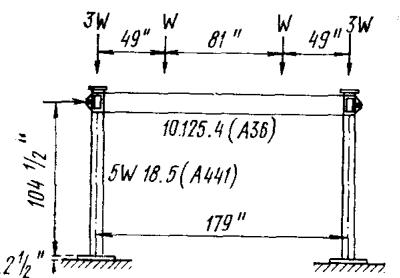 3W W W 3W
49" 81" 49"
10.125.4 (A36)
104 1/2"
5W 18.5 (A441)
179"
2 1/2"